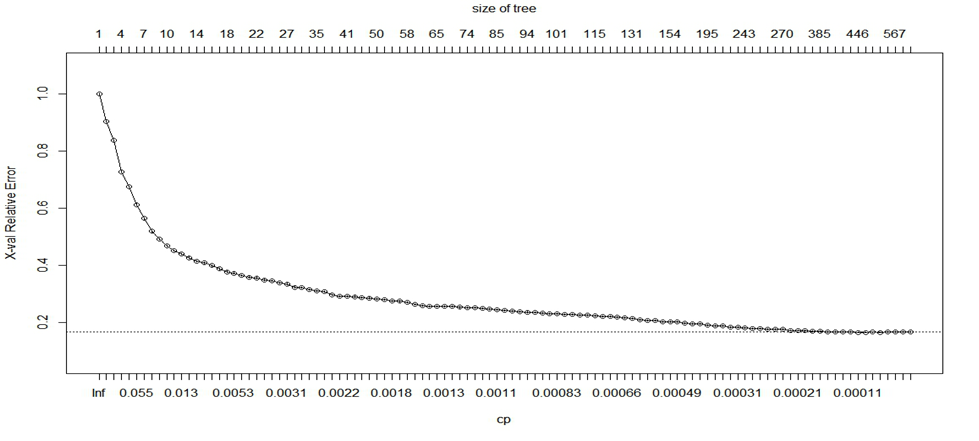 size of tree
1 4 7 10 14 18 22 27 35 41 50 58 65 74 85 94 101 115 131 154 195 243 270 385 446 567
X-val Relative Error
1.0
0.8
0.6
0.4
0.2
Inf 0.055 0.013 0.0053 0.0031 0.0022 0.0018 0.0013 0.0011 0.00083 0.00066 0.00049 0.00031 0.00021 0.00011
cp